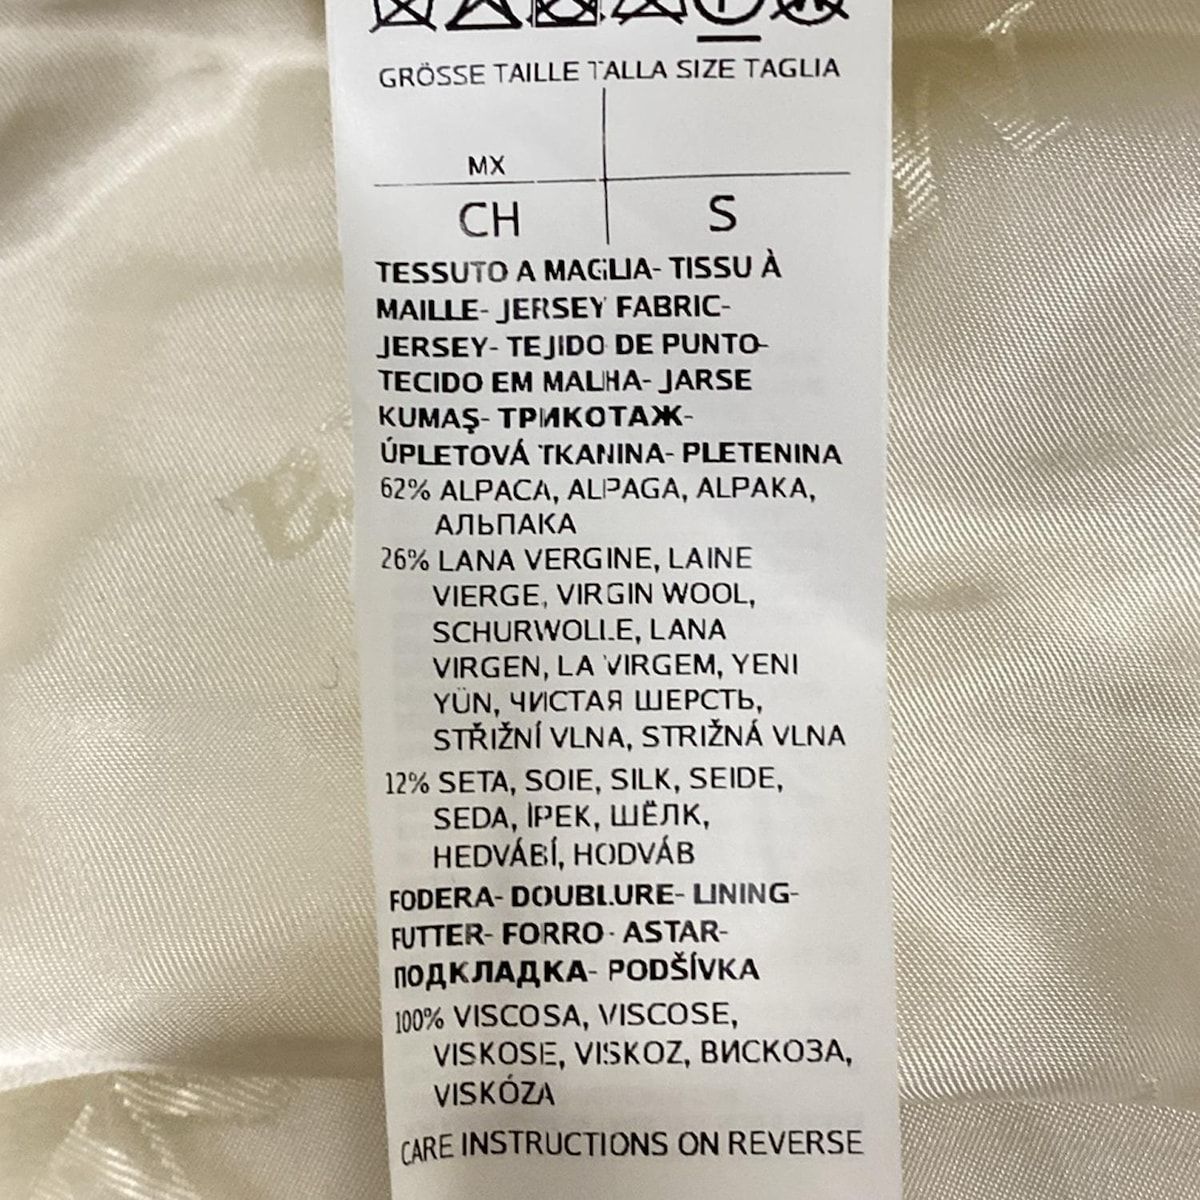 GRÖSSE TAILLE TALLA SIZE TAGLIA
MX
CH S
TESSUTO A MAGLIA- TISSU À
MAILLE- JERSEY FABRIC-
JERSEY- TEJIDO DE PUNTO-
TECIDO EM MALHA- JARSE
KUMAŞ- ТРИКОТАЖ-
ÚPLETOVÁ TKANINA- PLETENINA
62% ALPACA, ALPAGA, ALPAKA,
АЛЬПАКА
26% LANA VERGINE, LAINE
VIERGE, VIRGIN WOOL,
SCHURWOLLE, LANA
VIRGEN, LA VIRGEM, YENI
YÜN, ЧИСТАЯ ШЕРСТЬ,
STŘIŽNÍ VLNA, STRIŽNÁ VLNA
12% SETA, SOIE, SILK, SEIDE,
SEDA, İPEK, ШЁЛК,
HEDVÁBÍ, HODVÁB
FODERA- DOUBLURE- LINING-
FUTTER- FORRO- ASTAR-
ПОДКЛАДКА- PODŠÍVKA
100% VISCOSA, VISCOSE,
VISKOSE, VISKOZ, ВИСКОЗА,
VISKÓZA
CARE INSTRUCTIONS ON REVERSE